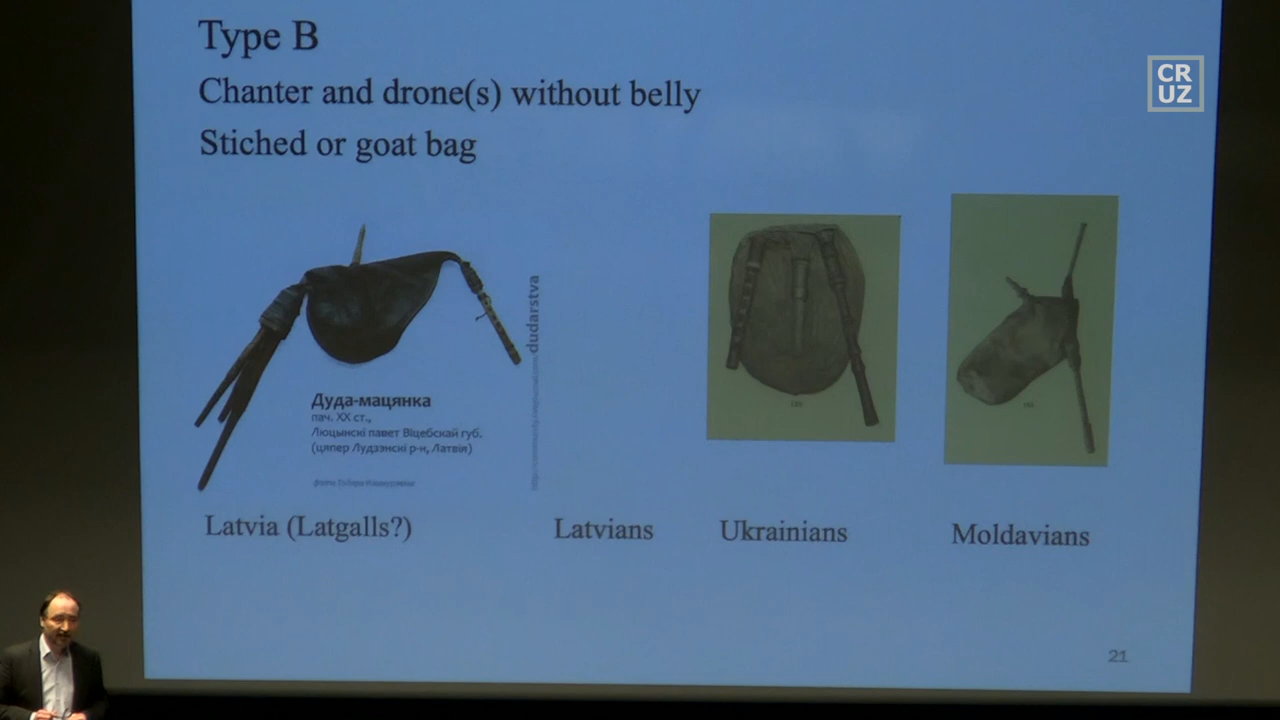 Type B
Chanter and drone(s) without belly
Stiched or goat bag
CR
UZ
dudarstva
Дуда-мацянка
пач. XX ст.,
Люцынскі павет Віцебскай губ.
(цяпер Лудзэнскі р-н, Латвія)
Latvia (Latgalls?)
Latvians
Ukrainians
Moldavians
21